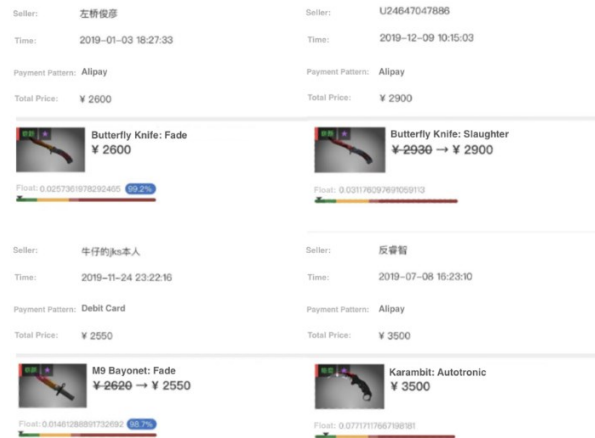 Seller: 左桥俊彦
Time: 2019-01-03 18:27:33
Payment Pattern: Alipay
Total Price: ¥ 2600
Butterfly Knife: Fade
¥ 2600
Float: 0.0257361978292465 99.2%
Seller: U24647047886
Time: 2019-12-09 10:15:03
Payment Pattern: Alipay
Total Price: ¥ 2900
Butterfly Knife: Slaughter
¥ 2930 → ¥ 2900
Float: 0.031176097691059113
Seller: 牛仔的jks本人
Time: 2019-11-24 23:22:16
Payment Pattern: Debit Card
Total Price: ¥ 2550
M9 Bayonet: Fade
¥ 2620 → ¥ 2550
Float: 0.01461288891732692 98.7%
Seller: 反睿智
Time: 2019-07-08 16:23:10
Payment Pattern: Alipay
Total Price: ¥ 3500
Karambit: Autotronic
¥ 3500
Float: 0.07717117667198181